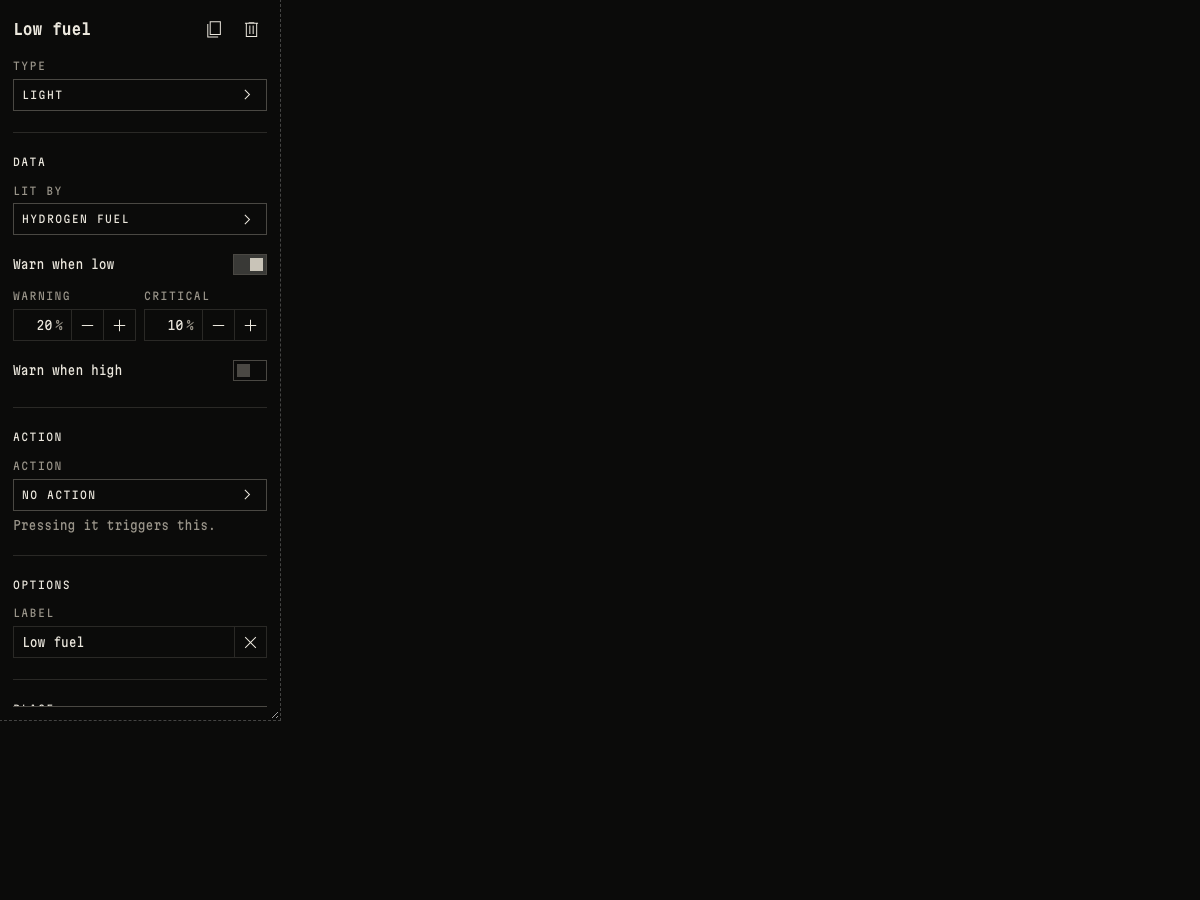 Low fuel
TYPE
LIGHT
DATA
LIT BY
HYDROGEN FUEL
Warn when low
WARNING CRITICAL
20% 10%
Warn when high
ACTION
ACTION
NO ACTION
Pressing it triggers this.
OPTIONS
LABEL
Low fuel